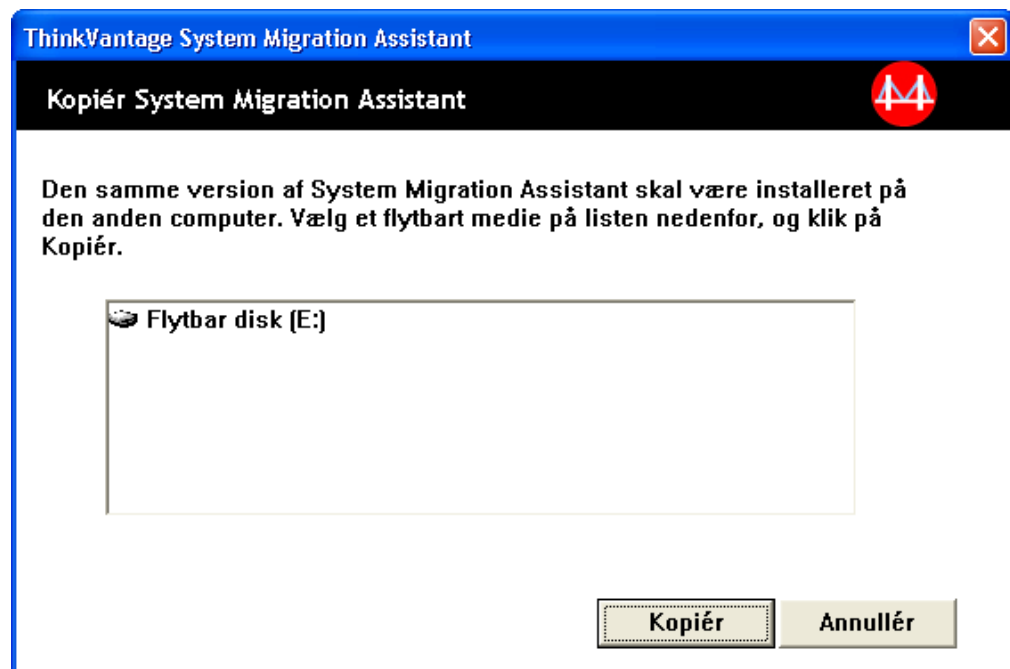 ThinkVantage System Migration Assistant
Kopiér System Migration Assistant
Den samme version af System Migration Assistant skal være installeret på
den anden computer. Vælg et flytbart medie på listen nedenfor, og klik på
Kopiér.
Flytbar disk (E:)
Kopiér
Annullér